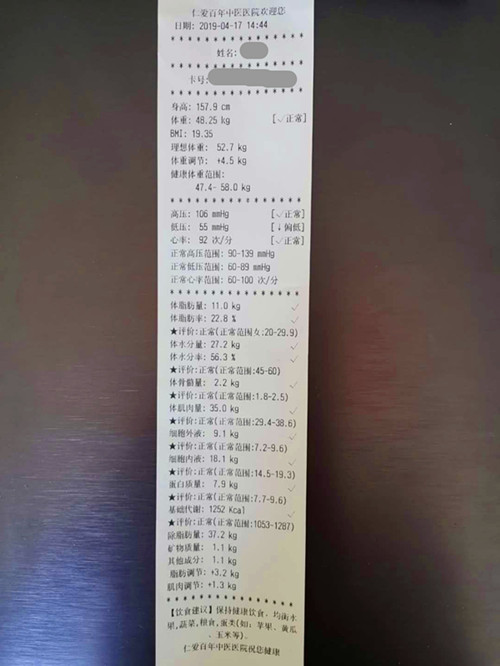 仁爱百年中医医院欢迎您
日期: 2019-04-17 14:44
****************************
姓名:
****************************
卡号:
****************************
身高: 157.9 cm
体重: 48.25 kg [✓正常]
BMI: 19.35
理想体重: 52.7 kg
体重调节: +4.5 kg
健康体重范围:
47.4- 58.0 kg
****************************
高压: 106 mmHg [✓正常]
低压: 55 mmHg [↓偏低]
心率: 92 次/分 [✓正常]
正常高压范围: 90-139 mmHg
正常低压范围: 60-89 mmHg
正常心率范围: 60-100 次/分
****************************
体脂肪量: 11.0 kg ✓
体脂肪率: 22.8 % ✓
★评价:正常(正常范围女:20-29.9)
体水分量: 27.2 kg ✓
体水分率: 56.3 % ✓
★评价:正常(正常范围:45-60)
体骨骼量: 2.2 kg ✓
★评价:正常(正常范围:1.8-2.5)
体肌肉量: 35.0 kg ✓
★评价:正常(正常范围:29.4-38.6)
细胞外液: 9.1 kg ✓
★评价:正常(正常范围:7.2-9.6)
细胞内液: 18.1 kg ✓
★评价:正常(正常范围:14.5-19.3)
蛋白质量: 7.9 kg ✓
★评价:正常(正常范围:7.7-9.6)
基础代谢: 1252 Kcal ✓
★评价:正常(正常范围:1053-1287)
除脂肪量: 37.2 kg
矿物质量: 1.1 kg
其他成分: 1.1 kg
脂肪调节: +3.2 kg
肌肉调节: +1.3 kg
****************************
【饮食建议】保持健康饮食、均衡水
果,蔬菜,粮食,蛋类(如: 苹果、黄瓜
、玉米等).
仁爱百年中医医院祝您健康